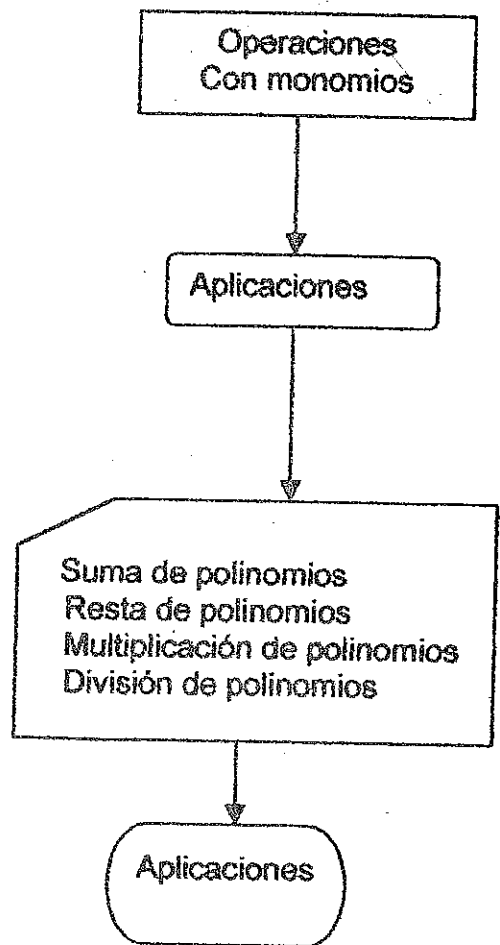 Operaciones
Con monomios
Aplicaciones
Suma de polinomios
Resta de polinomios
Multiplicación de polinomios
División de polinomios
Aplicaciones